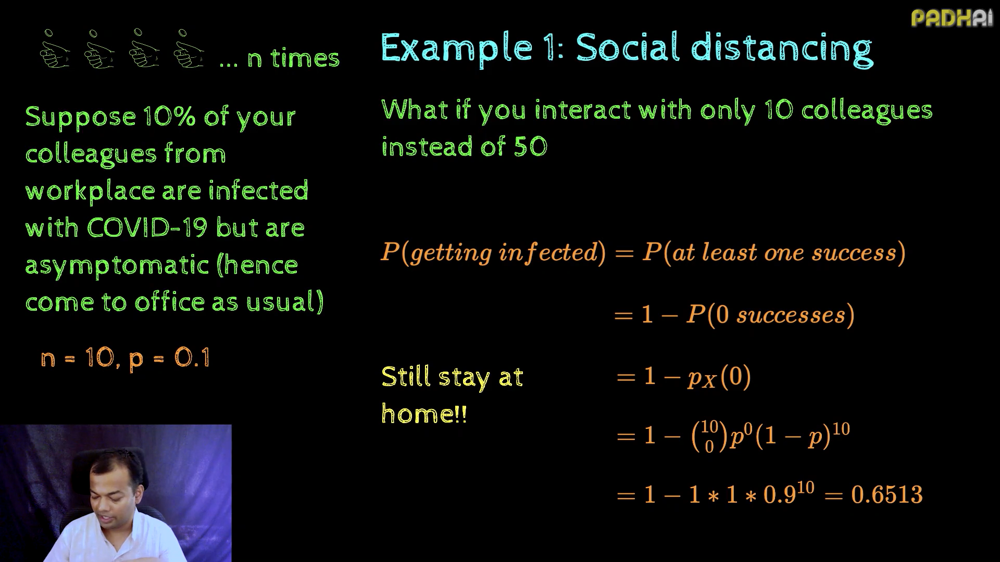 PADHAI
... n times
Example 1: Social distancing
Suppose 10% of your
colleagues from
workplace are infected
with COVID-19 but are
asymptomatic (hence
come to office as usual)
n = 10, p = 0.1
What if you interact with only 10 colleagues
instead of 50
P(getting infected) = P(at least one success)
= 1 − P(0 successes)
= 1 − p_X(0)
= 1 − \binom{10}{0}p^0(1 − p)^{10}
= 1 − 1 ∗ 1 ∗ 0.9^{10} = 0.6513
Still stay at
home!!